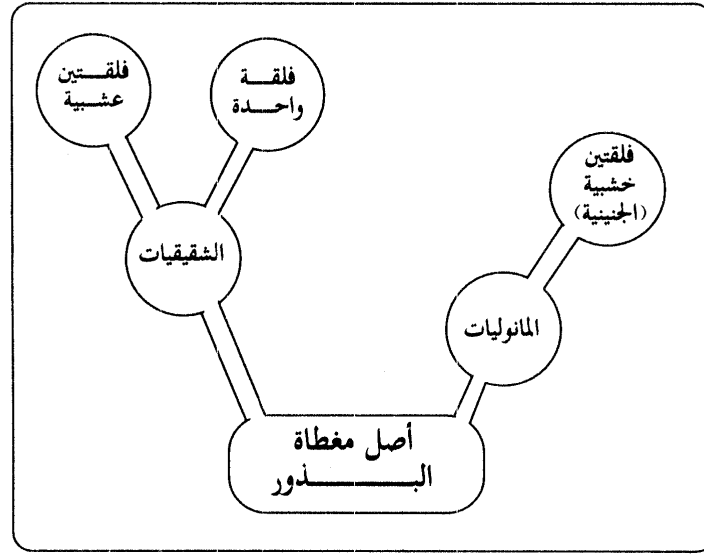 فلقتين
عشبية
فلقة
واحدة
فلقتين
خشبية
(الجنينية)
الشقيقيات
المانوليات
أصل مغطاة
البذور